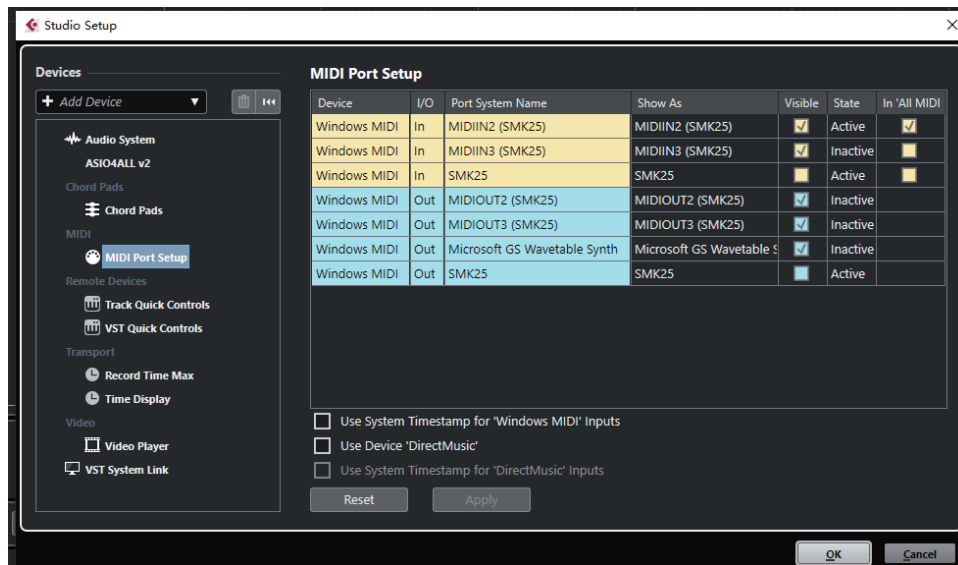 Studio Setup
Devices
MIDI Port Setup
+ Add Device
Device I/O Port System Name Show As Visible State In 'All MIDI
Audio System
Windows MIDI In MIDIIN2 (SMK25) MIDIIN2 (SMK25) Active
ASIO4ALL v2
Windows MIDI In MIDIIN3 (SMK25) MIDIIN3 (SMK25) Inactive
Chord Pads
Windows MIDI In SMK25 SMK25 Active
Chord Pads
Windows MIDI Out MIDIOUT2 (SMK25) MIDIOUT2 (SMK25) Inactive
MIDI
Windows MIDI Out MIDIOUT3 (SMK25) MIDIOUT3 (SMK25) Inactive
MIDI Port Setup
Windows MIDI Out Microsoft GS Wavetable Synth Microsoft GS Wavetable S Inactive
Remote Devices
Windows MIDI Out SMK25 SMK25 Active
Track Quick Controls
VST Quick Controls
Transport
Record Time Max
Time Display
Video
Use System Timestamp for 'Windows MIDI' Inputs
Video Player
Use Device 'DirectMusic'
VST System Link
Use System Timestamp for 'DirectMusic' Inputs
Reset Apply
OK Cancel